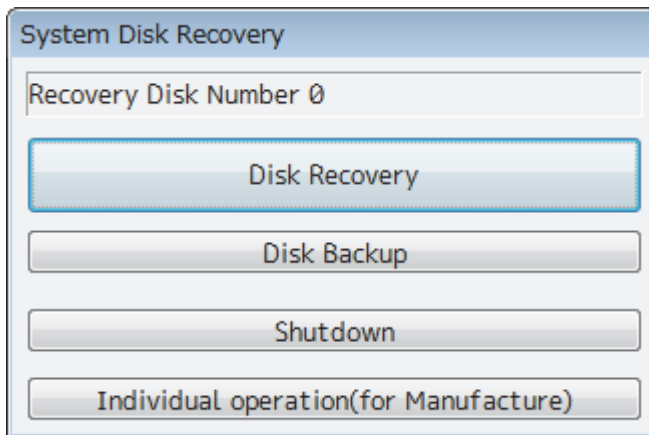 System Disk Recovery
Recovery Disk Number 0
Disk Recovery
Disk Backup
Shutdown
Individual operation(for Manufacture)